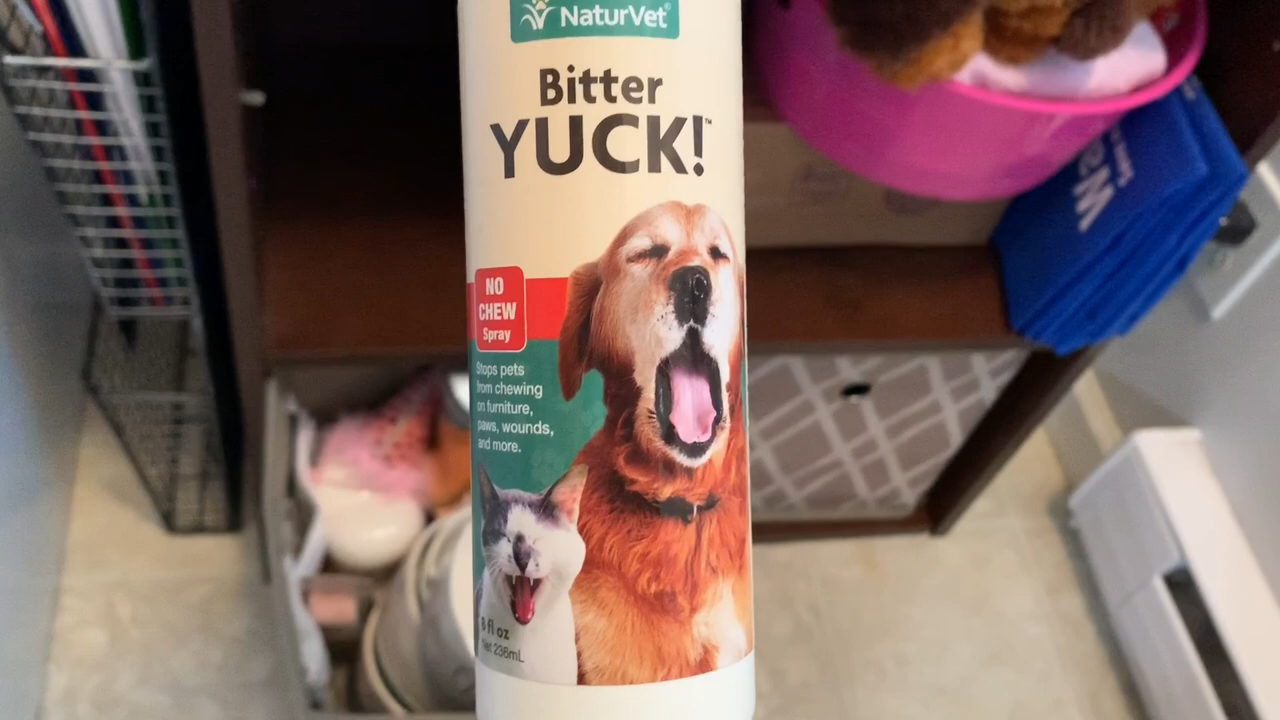 NaturVet®
Bitter
YUCK!™
NO
CHEW
Spray
Stops pets
from chewing
on furniture,
paws, wounds,
and more.
8 fl oz
Net 236mL